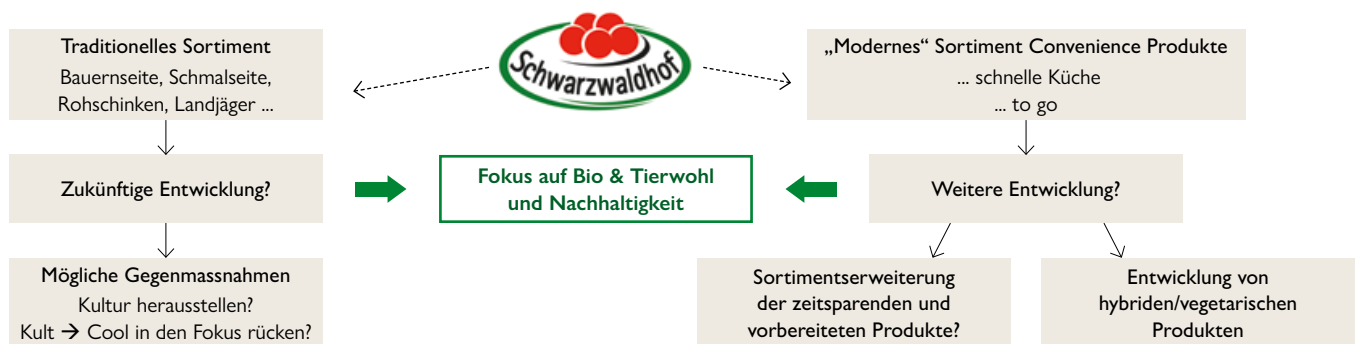 Schwarzwaldhof
Traditionelles Sortiment
Bauernseite, Schmalseite,
Rohschinken, Landjäger ...
„Modernes“ Sortiment Convenience Produkte
... schnelle Küche
... to go
Zukünftige Entwicklung?
Fokus auf Bio & Tierwohl
und Nachhaltigkeit
Weitere Entwicklung?
Mögliche Gegenmassnahmen
Kultur herausstellen?
Kult → Cool in den Fokus rücken?
Sortimentserweiterung
der zeitsparenden und
vorbereiteten Produkte?
Entwicklung von
hybriden/vegetarischen
Produkten